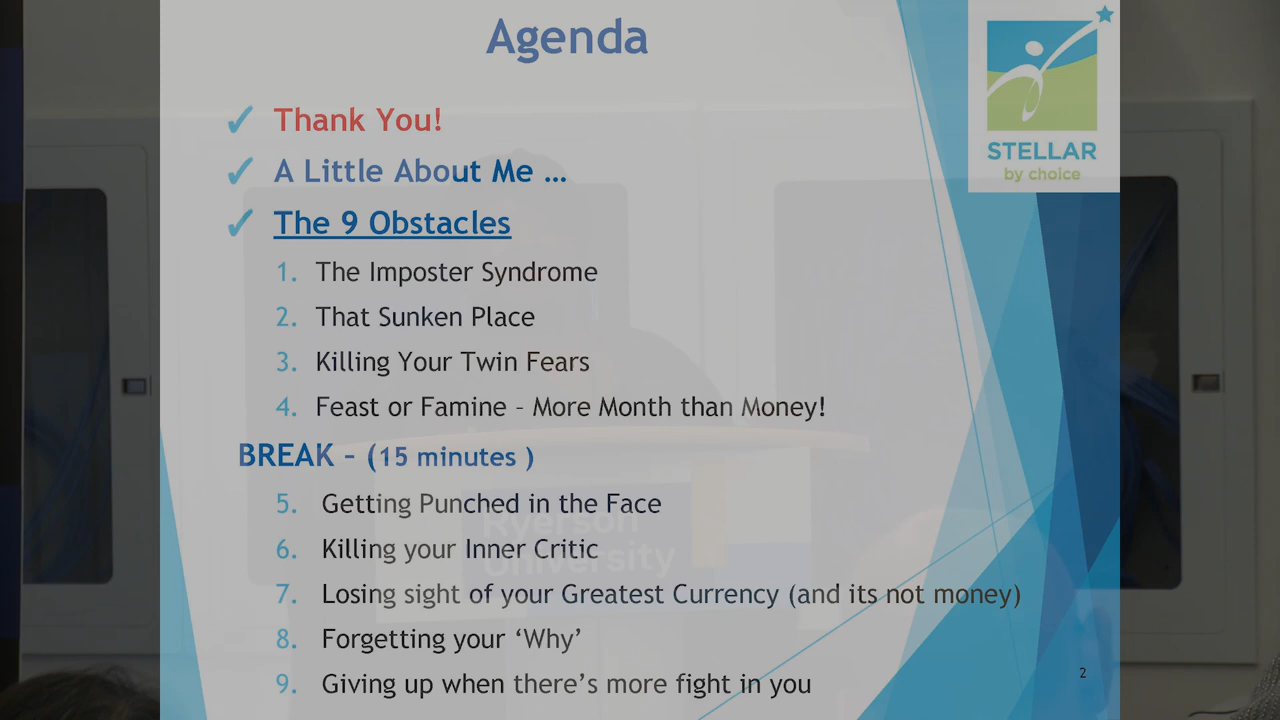 Agenda
STELLAR
by choice
✓ Thank You!
✓ A Little About Me …
✓ The 9 Obstacles
1. The Imposter Syndrome
2. That Sunken Place
3. Killing Your Twin Fears
4. Feast or Famine – More Month than Money!
BREAK – (15 minutes )
5. Getting Punched in the Face
6. Killing your Inner Critic
7. Losing sight of your Greatest Currency (and its not money)
8. Forgetting your ‘Why’
9. Giving up when there’s more fight in you
Ryerson
University
2